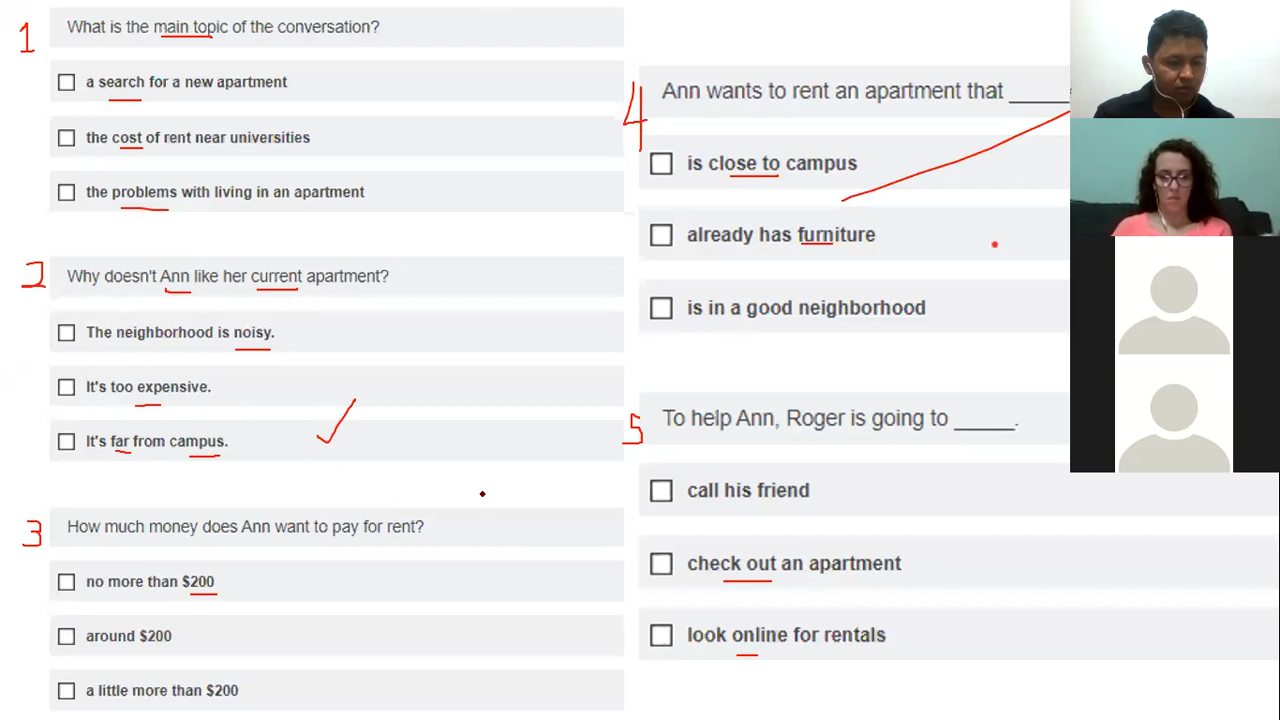 1
What is the main topic of the conversation?
a search for a new apartment
the cost of rent near universities
the problems with living in an apartment
2
Why doesn't Ann like her current apartment?
The neighborhood is noisy.
It's too expensive.
It's far from campus.
3
How much money does Ann want to pay for rent?
no more than $200
around $200
a little more than $200
4
Ann wants to rent an apartment that _____
is close to campus
already has furniture
is in a good neighborhood
5
To help Ann, Roger is going to _____.
call his friend
check out an apartment
look online for rentals